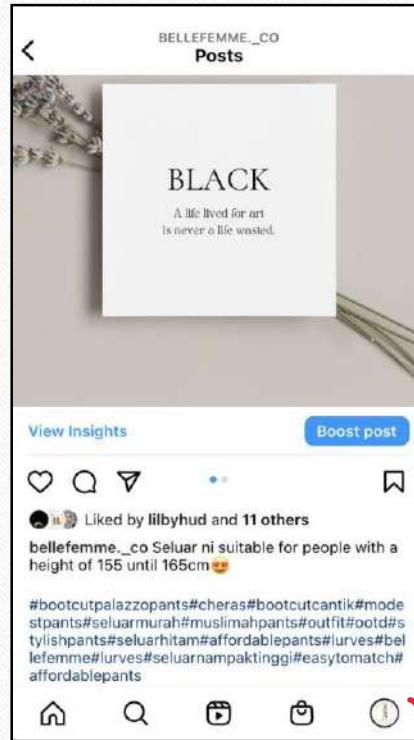 BELLEFEMME._CO
Posts
BLACK
A life lived for art
is never a life wasted.
View Insights
Boost post
Liked by lilbyhud and 11 others
bellefemme._co Seluar ni suitable for people with a
height of 155 until 165cm😍
#bootcutpalazzopants#cheras#bootcutcantik#mode
stpants#seluarmurah#muslimahpants#outfit#ootd#s
tylishpants#seluarhitam#affordablepants#lurves#bel
lefemme#lurves#seluarnampaktinggi#easytomatch#
affordablepants